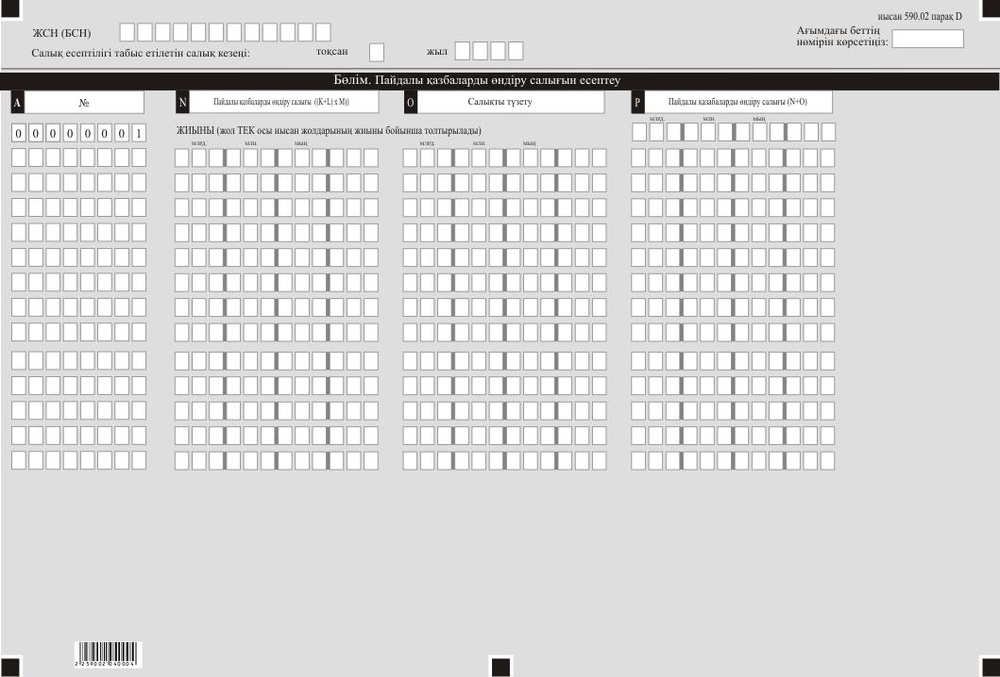 нысан 590.02 парақ D
ЖСН (БСН)
Ағымдағы беттің
нөмірін көрсетіңіз:
Салық есептілігі табыс етілетін салық кезеңі:
тоқсан
жыл
Бөлім. Пайдалы қазбаларды өндіру салығын есептеу
A №
N Пайдалы қазбаларды өндіру салығы ((K+L) x M))
O Салықты түзету
P Пайдалы қазабаларды өндіру салығы (N+O)
млрд. млн. мың
0 0 0 0 0 0 0 1
ЖИЫНЫ (жол ТЕК осы нысан жолдарының жиыны бойынша толтырылады)
млрд. млн. мың
млрд. млн. мың
2 259002 040004